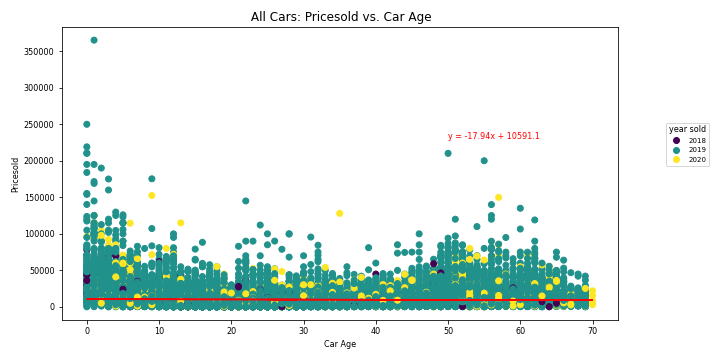 All Cars: Pricesold vs. Car Age
350000
300000
250000
200000
150000
100000
50000
0
Pricesold
y = -17.94x + 10591.1
year sold
2018
2019
2020
0 10 20 30 40 50 60 70
Car Age